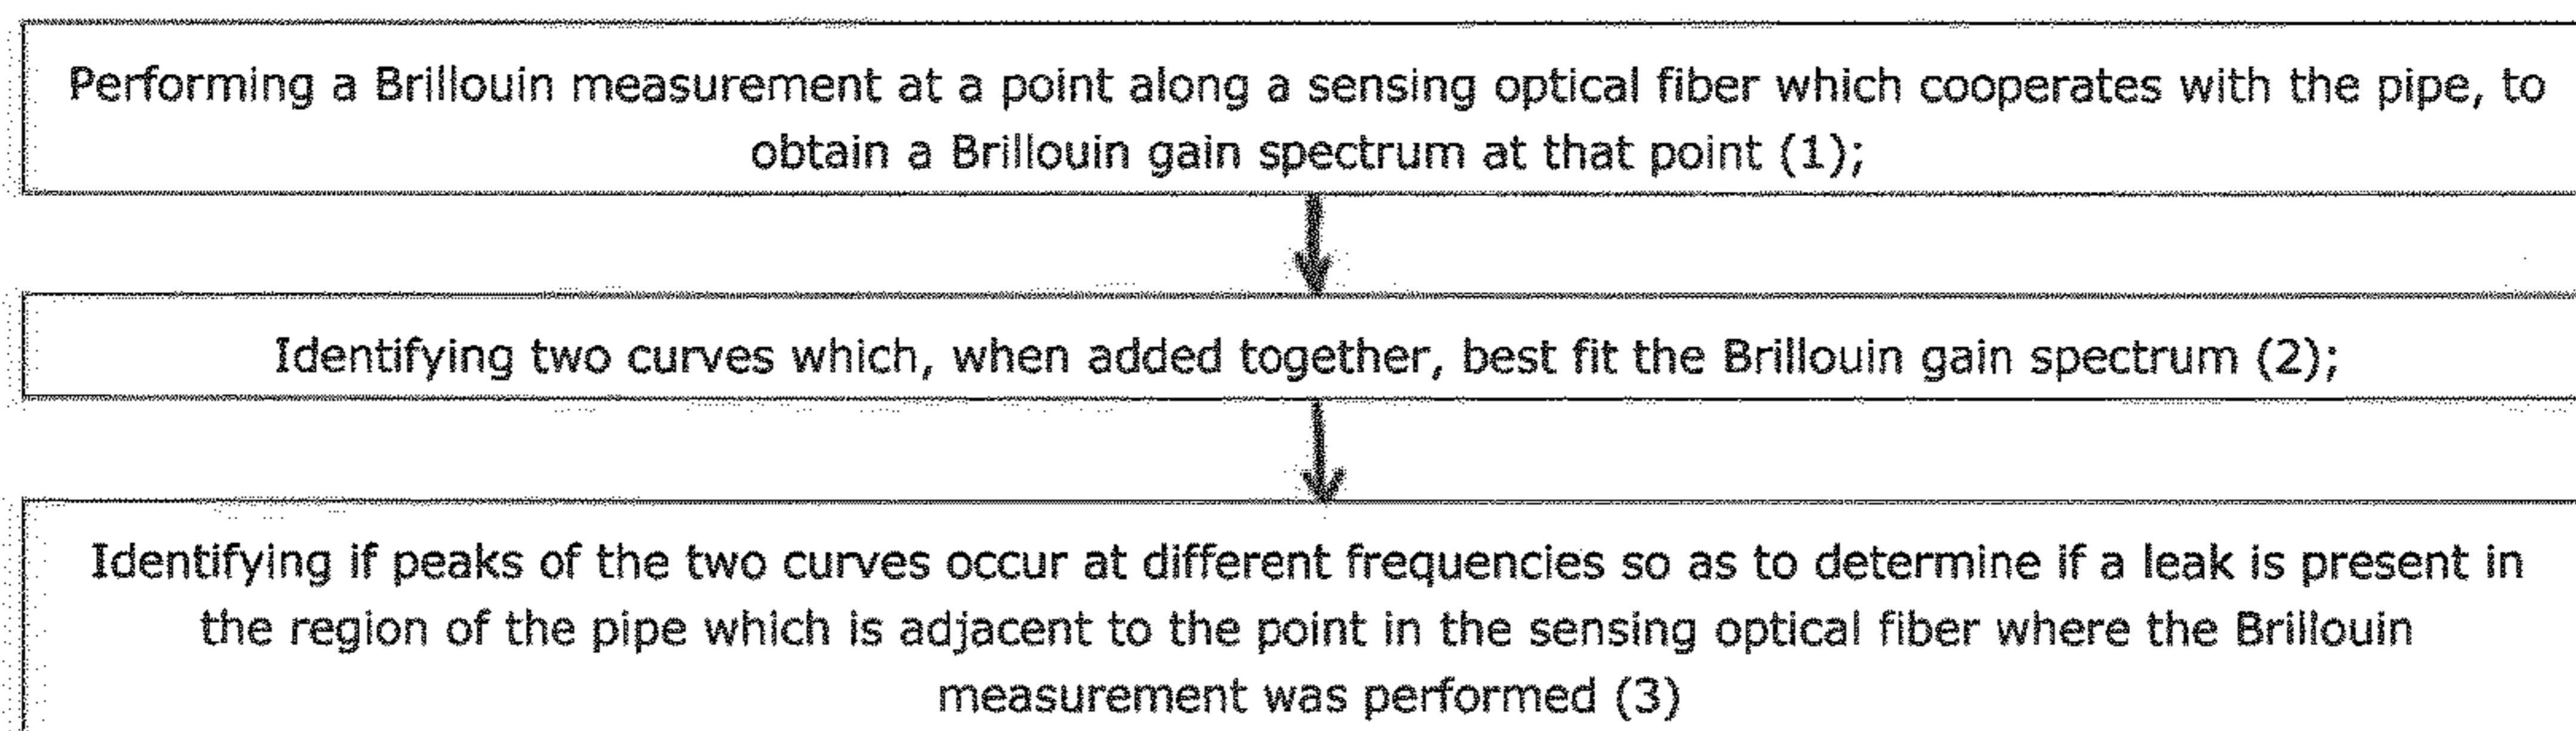 Performing a Brillouin measurement at a point along a sensing optical fiber which cooperates with the pipe, to
obtain a Brillouin gain spectrum at that point (1);
Identifying two curves which, when added together, best fit the Brillouin gain spectrum (2);
Identifying if peaks of the two curves occur at different frequencies so as to determine if a leak is present in
the region of the pipe which is adjacent to the point in the sensing optical fiber where the Brillouin
measurement was performed (3)